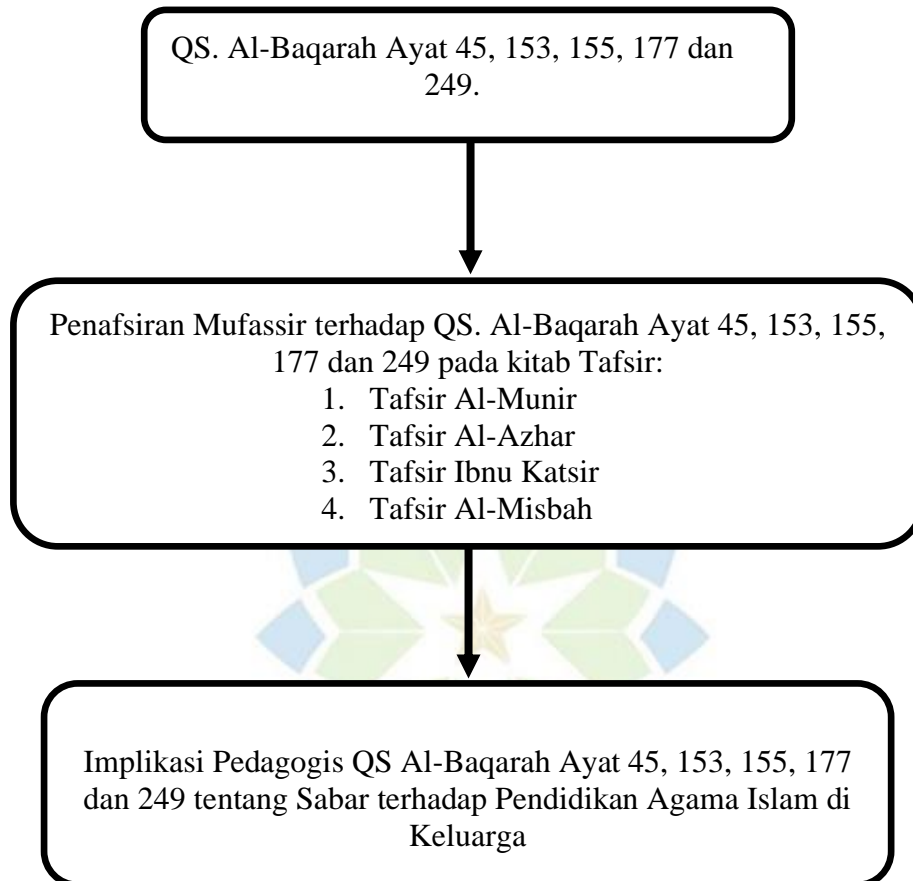 QS. Al-Baqarah Ayat 45, 153, 155, 177 dan
249.
Penafsiran Mufassir terhadap QS. Al-Baqarah Ayat 45, 153, 155,
177 dan 249 pada kitab Tafsir:
1. Tafsir Al-Munir
2. Tafsir Al-Azhar
3. Tafsir Ibnu Katsir
4. Tafsir Al-Misbah
Implikasi Pedagogis QS Al-Baqarah Ayat 45, 153, 155, 177
dan 249 tentang Sabar terhadap Pendidikan Agama Islam di
Keluarga